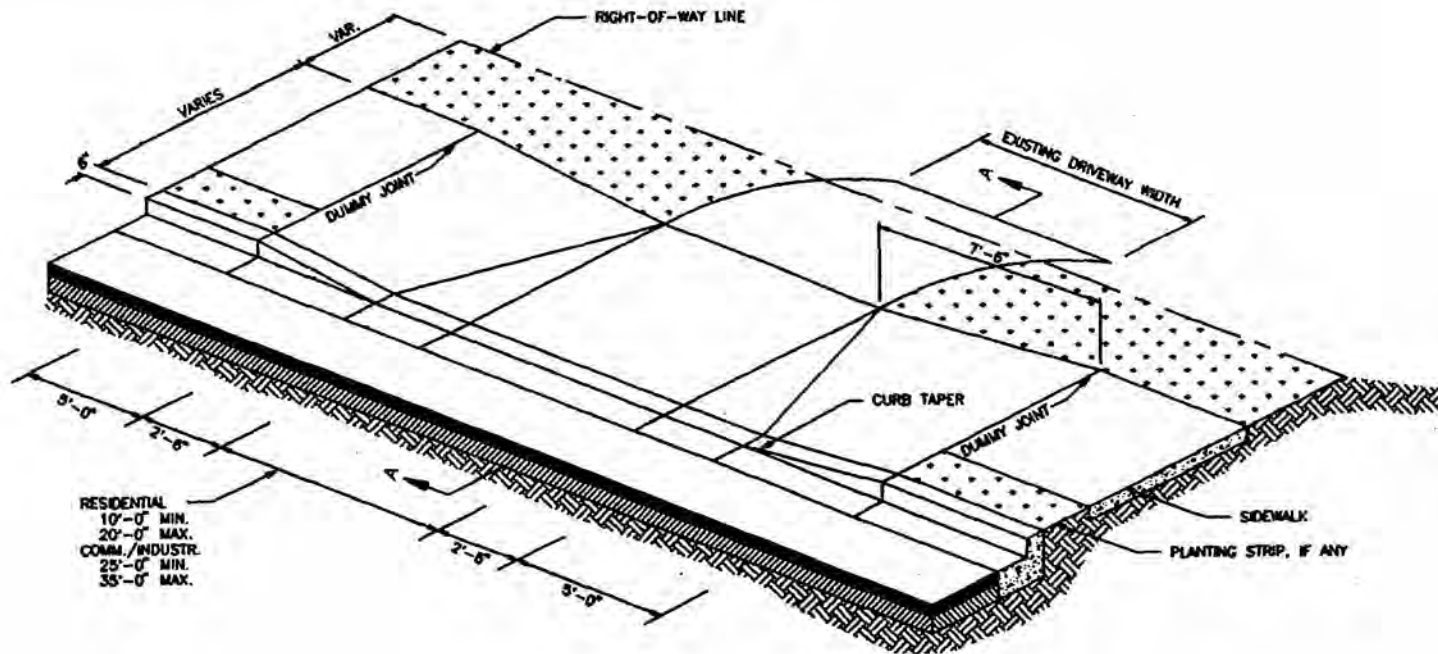 RIGHT-OF-WAY LINE
VAR.
VARIES
6"
EXISTING DRIVEWAY WIDTH
A
DUMMY JOINT
7'-6"
CURB TAPER
DUMMY JOINT
5'-0"
2'-6"
A
RESIDENTIAL
10'-0" MIN.
20'-0" MAX.
COMM./INDUSTR.
25'-0" MIN.
35'-0" MAX.
2'-6"
5'-0"
SIDEWALK
PLANTING STRIP, IF ANY